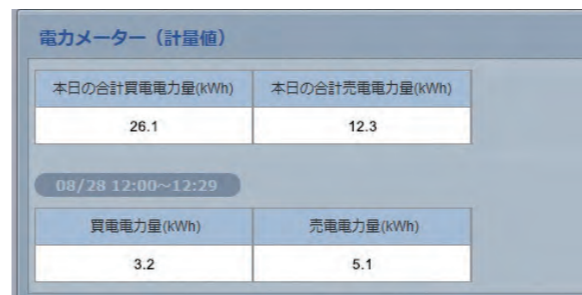 電力メーター（計量値）
本日の合計買電電力量(kWh) 本日の合計売電電力量(kWh)
26.1 12.3
08/28 12:00～12:29
買電電力量(kWh) 売電電力量(kWh)
3.2 5.1